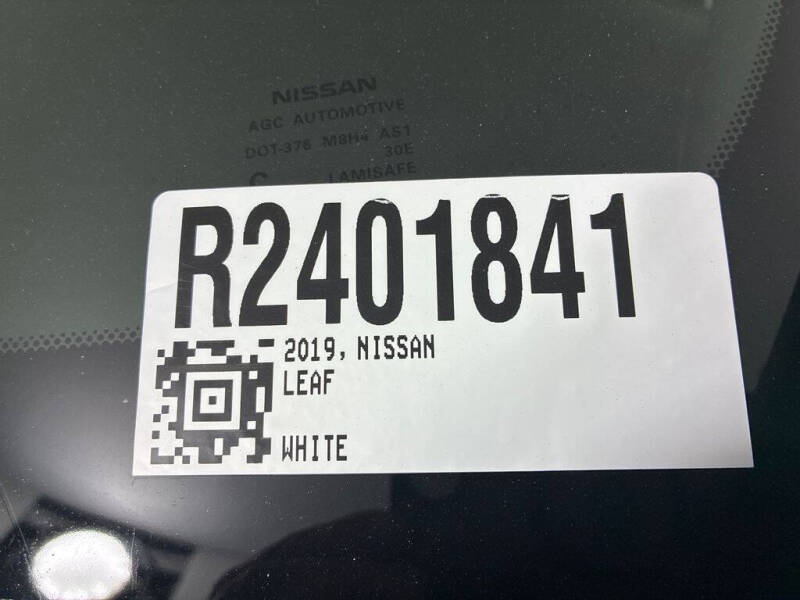 NISSAN
AGC AUTOMOTIVE
DOT-376 M8H4 AS1
30E
C LAMISAFE
R2401841
2019, NISSAN
LEAF
WHITE